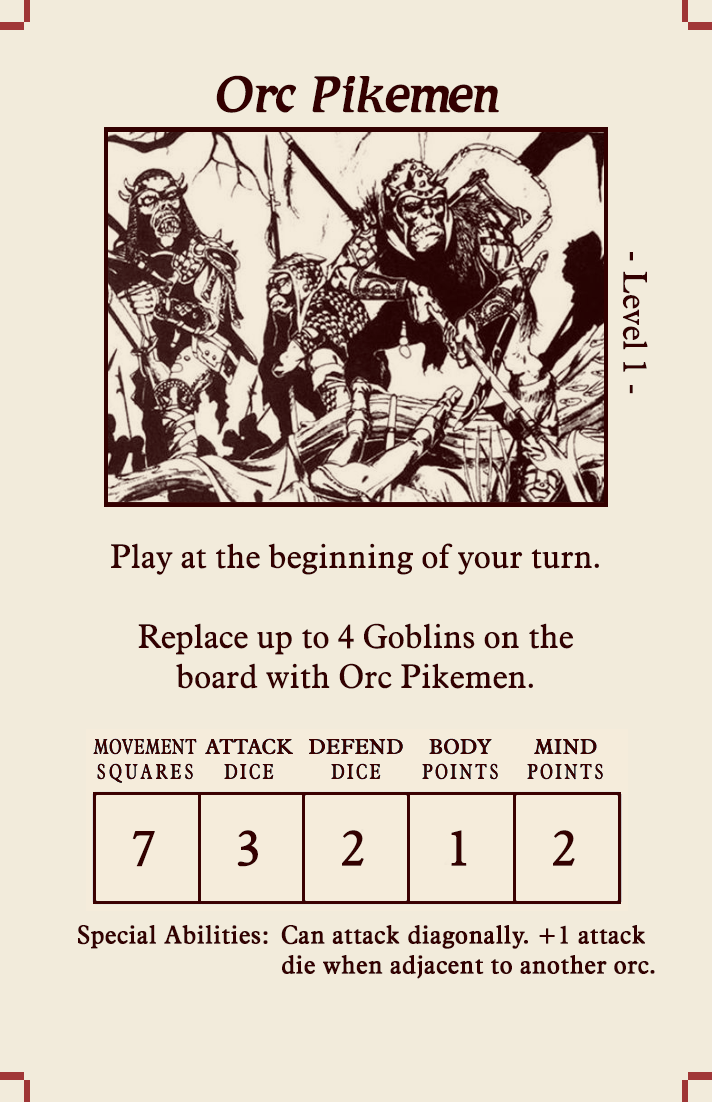 Orc Pikemen
- Level 1 -
Play at the beginning of your turn.
Replace up to 4 Goblins on the
board with Orc Pikemen.
MOVEMENT ATTACK DEFEND BODY MIND
SQUARES DICE DICE POINTS POINTS
7 3 2 1 2
Special Abilities: Can attack diagonally. +1 attack
die when adjacent to another orc.